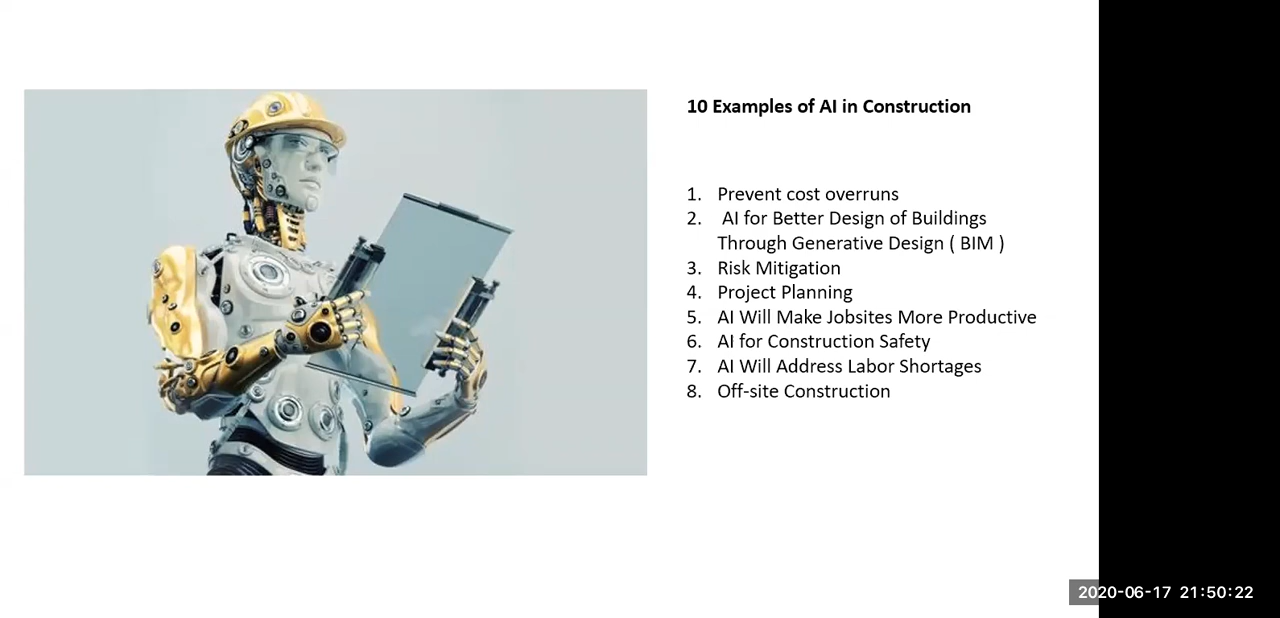 10 Examples of AI in Construction
1. Prevent cost overruns
2. AI for Better Design of Buildings
Through Generative Design ( BIM )
3. Risk Mitigation
4. Project Planning
5. AI Will Make Jobsites More Productive
6. AI for Construction Safety
7. AI Will Address Labor Shortages
8. Off-site Construction
2020-06-17 21:50:22